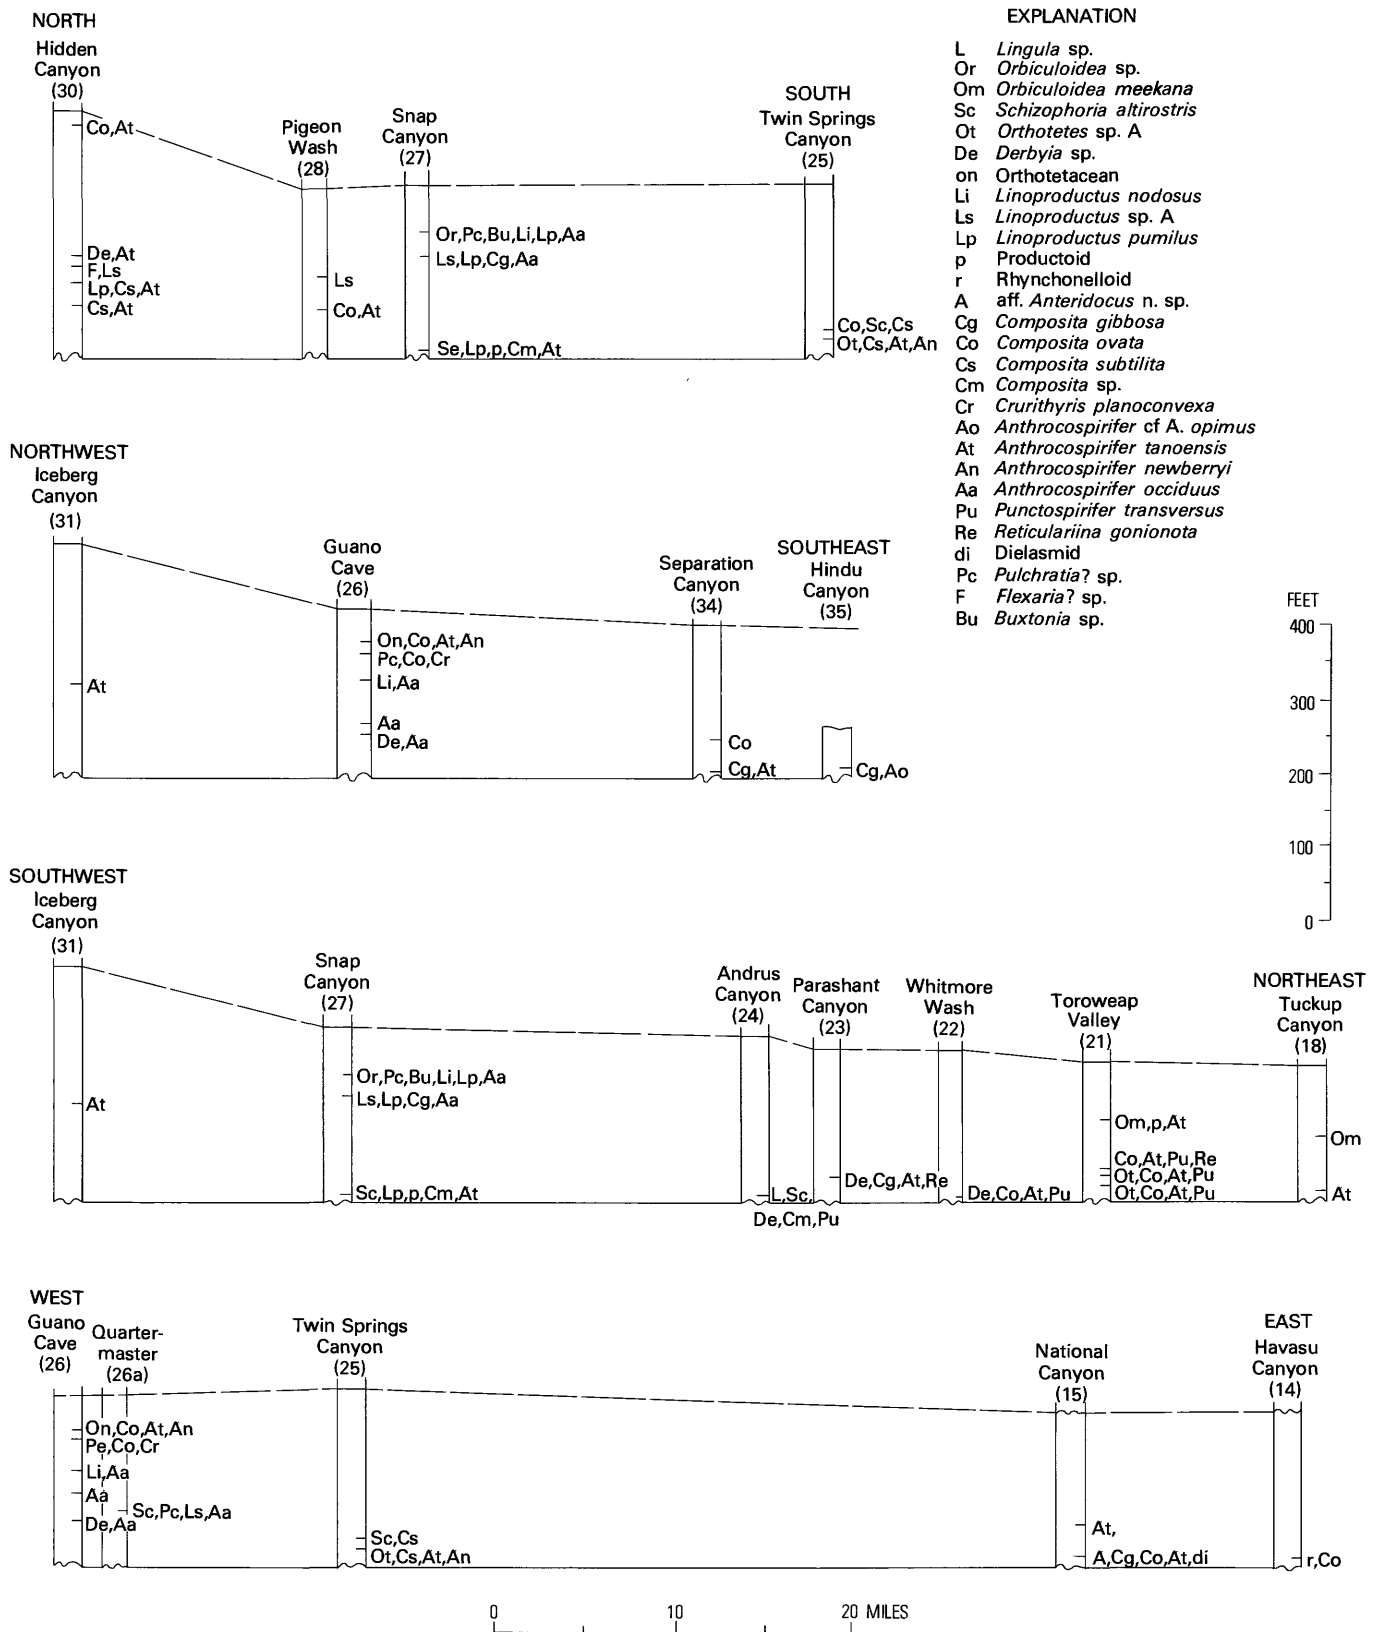 NORTH
Hidden
Canyon
(30)
Pigeon
Wash
(28)
Snap
Canyon
(27)
SOUTH
Twin Springs
Canyon
(25)
Co,At
De,At
F,Ls
Lp,Cs,At
Cs,At
Ls
Co,At
Or,Pc,Bu,Li,Lp,Aa
Ls,Lp,Cg,Aa
Se,Lp,p,Cm,At
Co,Sc,Cs
Ot,Cs,At,An
EXPLANATION
L Lingula sp.
Or Orbiculoidea sp.
Om Orbiculoidea meekana
Sc Schizophoria altirostris
Ot Orthotetes sp. A
De Derbyia sp.
on Orthotetacean
Li Linoproductus nodosus
Ls Linoproductus sp. A
Lp Linoproductus pumilus
p Productoid
r Rhynchonelloid
A aff. Anteridocus n. sp.
Cg Composita gibbosa
Co Composita ovata
Cs Composita subtilita
Cm Composita sp.
Cr Crurithyris planoconvexa
Ao Anthrocospirifer cf A. opimus
At Anthrocospirifer tanoensis
An Anthrocospirifer newberryi
Aa Anthrocospirifer occiduus
Pu Punctospirifer transversus
Re Reticulariina gonionota
di Dielasmid
Pc Pulchratia? sp.
F Flexaria? sp.
Bu Buxtonia sp.
NORTHWEST
Iceberg
Canyon
(31)
Guano
Cave
(26)
Separation
Canyon
(34)
SOUTHEAST
Hindu
Canyon
(35)
At
On,Co,At,An
Pc,Co,Cr
Li,Aa
Aa
De,Aa
Co
Cg,At
Cg,Ao
FEET
400
300
200
100
0
SOUTHWEST
Iceberg
Canyon
(31)
Snap
Canyon
(27)
Andrus
Canyon
(24)
Parashant
Canyon
(23)
Whitmore
Wash
(22)
Toroweap
Valley
(21)
NORTHEAST
Tuckup
Canyon
(18)
At
Or,Pc,Bu,Li,Lp,Aa
Ls,Lp,Cg,Aa
Sc,Lp,p,Cm,At
L,Sc,
De,Cm,Pu
De,Cg,At,Re
De,Co,At,Pu
Om,p,At
Co,At,Pu,Re
Ot,Co,At,Pu
Ot,Co,At,Pu
Om
At
WEST
Guano
Cave
(26)
Quarter-
master
(26a)
Twin Springs
Canyon
(25)
National
Canyon
(15)
EAST
Havasu
Canyon
(14)
On,Co,At,An
Pe,Co,Cr
Li,Aa
Aa
De,Aa
Sc,Pc,Ls,Aa
Sc,Cs
Ot,Cs,At,An
At,
A,Cg,Co,At,di
r,Co
0 10 20 MILES